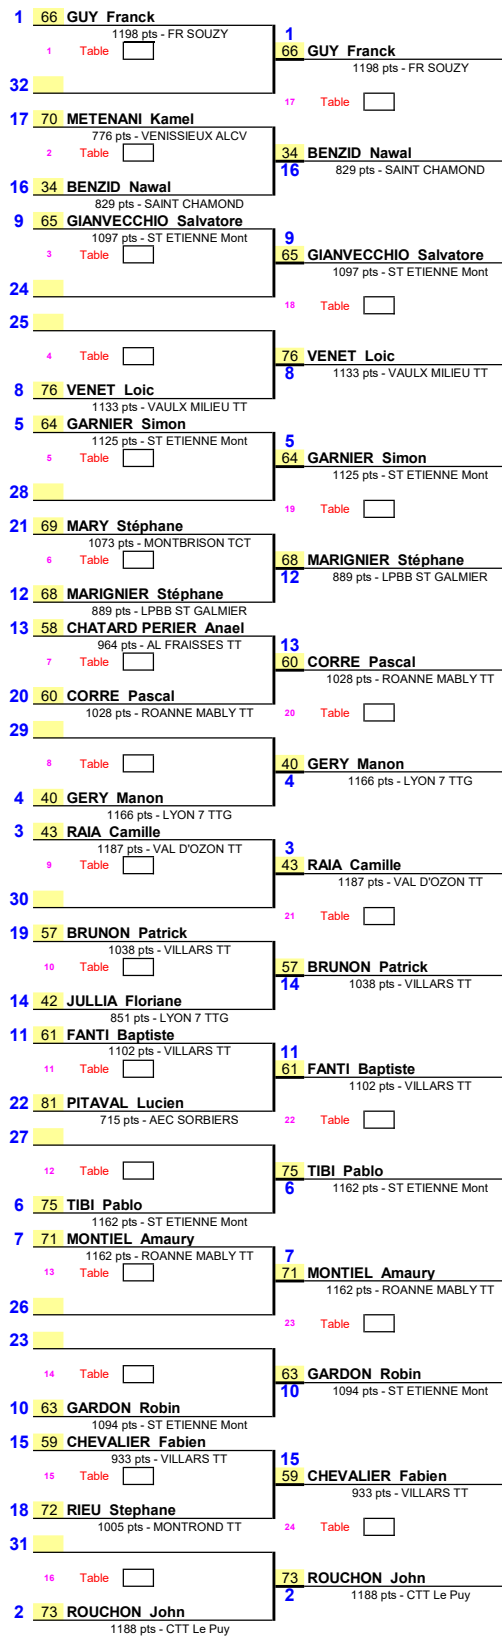 1 66 GUY Franck
1198 pts - FR SOUZY
1
1 Table
66 GUY Franck
1198 pts - FR SOUZY
32
17 Table
17 70 METENANI Kamel
776 pts - VENISSIEUX ALCV
2 Table
34 BENZID Nawal
16
829 pts - SAINT CHAMOND
16 34 BENZID Nawal
829 pts - SAINT CHAMOND
9 65 GIANVECCHIO Salvatore
1097 pts - ST ETIENNE Mont
9
3 Table
65 GIANVECCHIO Salvatore
1097 pts - ST ETIENNE Mont
24
18 Table
25
4 Table
76 VENET Loic
8
1133 pts - VAULX MILIEU TT
8 76 VENET Loic
1133 pts - VAULX MILIEU TT
5 64 GARNIER Simon
1125 pts - ST ETIENNE Mont
5
5 Table
64 GARNIER Simon
1125 pts - ST ETIENNE Mont
28
19 Table
21 69 MARY Stéphane
1073 pts - MONTBRISON TCT
6 Table
68 MARIGNIER Stéphane
12
889 pts - LPBB ST GALMIER
12 68 MARIGNIER Stéphane
889 pts - LPBB ST GALMIER
13 58 CHATARD PERIER Anael
964 pts - AL FRAISSES TT
13
7 Table
60 CORRE Pascal
1028 pts - ROANNE MABLY TT
20 60 CORRE Pascal
1028 pts - ROANNE MABLY TT
20 Table
29
8 Table
40 GERY Manon
4
1166 pts - LYON 7 TTG
4 40 GERY Manon
1166 pts - LYON 7 TTG
3 43 RAIA Camille
1187 pts - VAL D'OZON TT
3
9 Table
43 RAIA Camille
1187 pts - VAL D'OZON TT
30
21 Table
19 57 BRUNON Patrick
1038 pts - VILLARS TT
10 Table
57 BRUNON Patrick
14
1038 pts - VILLARS TT
14 42 JULLIA Floriane
851 pts - LYON 7 TTG
11 61 FANTI Baptiste
1102 pts - VILLARS TT
11
11 Table
61 FANTI Baptiste
1102 pts - VILLARS TT
22 81 PITAVAL Lucien
715 pts - AEC SORBIERS
22 Table
27
12 Table
75 TIBI Pablo
6
1162 pts - ST ETIENNE Mont
6 75 TIBI Pablo
1162 pts - ST ETIENNE Mont
7 71 MONTIEL Amaury
1162 pts - ROANNE MABLY TT
7
13 Table
71 MONTIEL Amaury
1162 pts - ROANNE MABLY TT
26
23 Table
23
14 Table
63 GARDON Robin
10
1094 pts - ST ETIENNE Mont
10 63 GARDON Robin
1094 pts - ST ETIENNE Mont
15 59 CHEVALIER Fabien
933 pts - VILLARS TT
15
15 Table
59 CHEVALIER Fabien
933 pts - VILLARS TT
18 72 RIEU Stephane
1005 pts - MONTROND TT
24 Table
31
16 Table
73 ROUCHON John
2
1188 pts - CTT Le Puy
2 73 ROUCHON John
1188 pts - CTT Le Puy